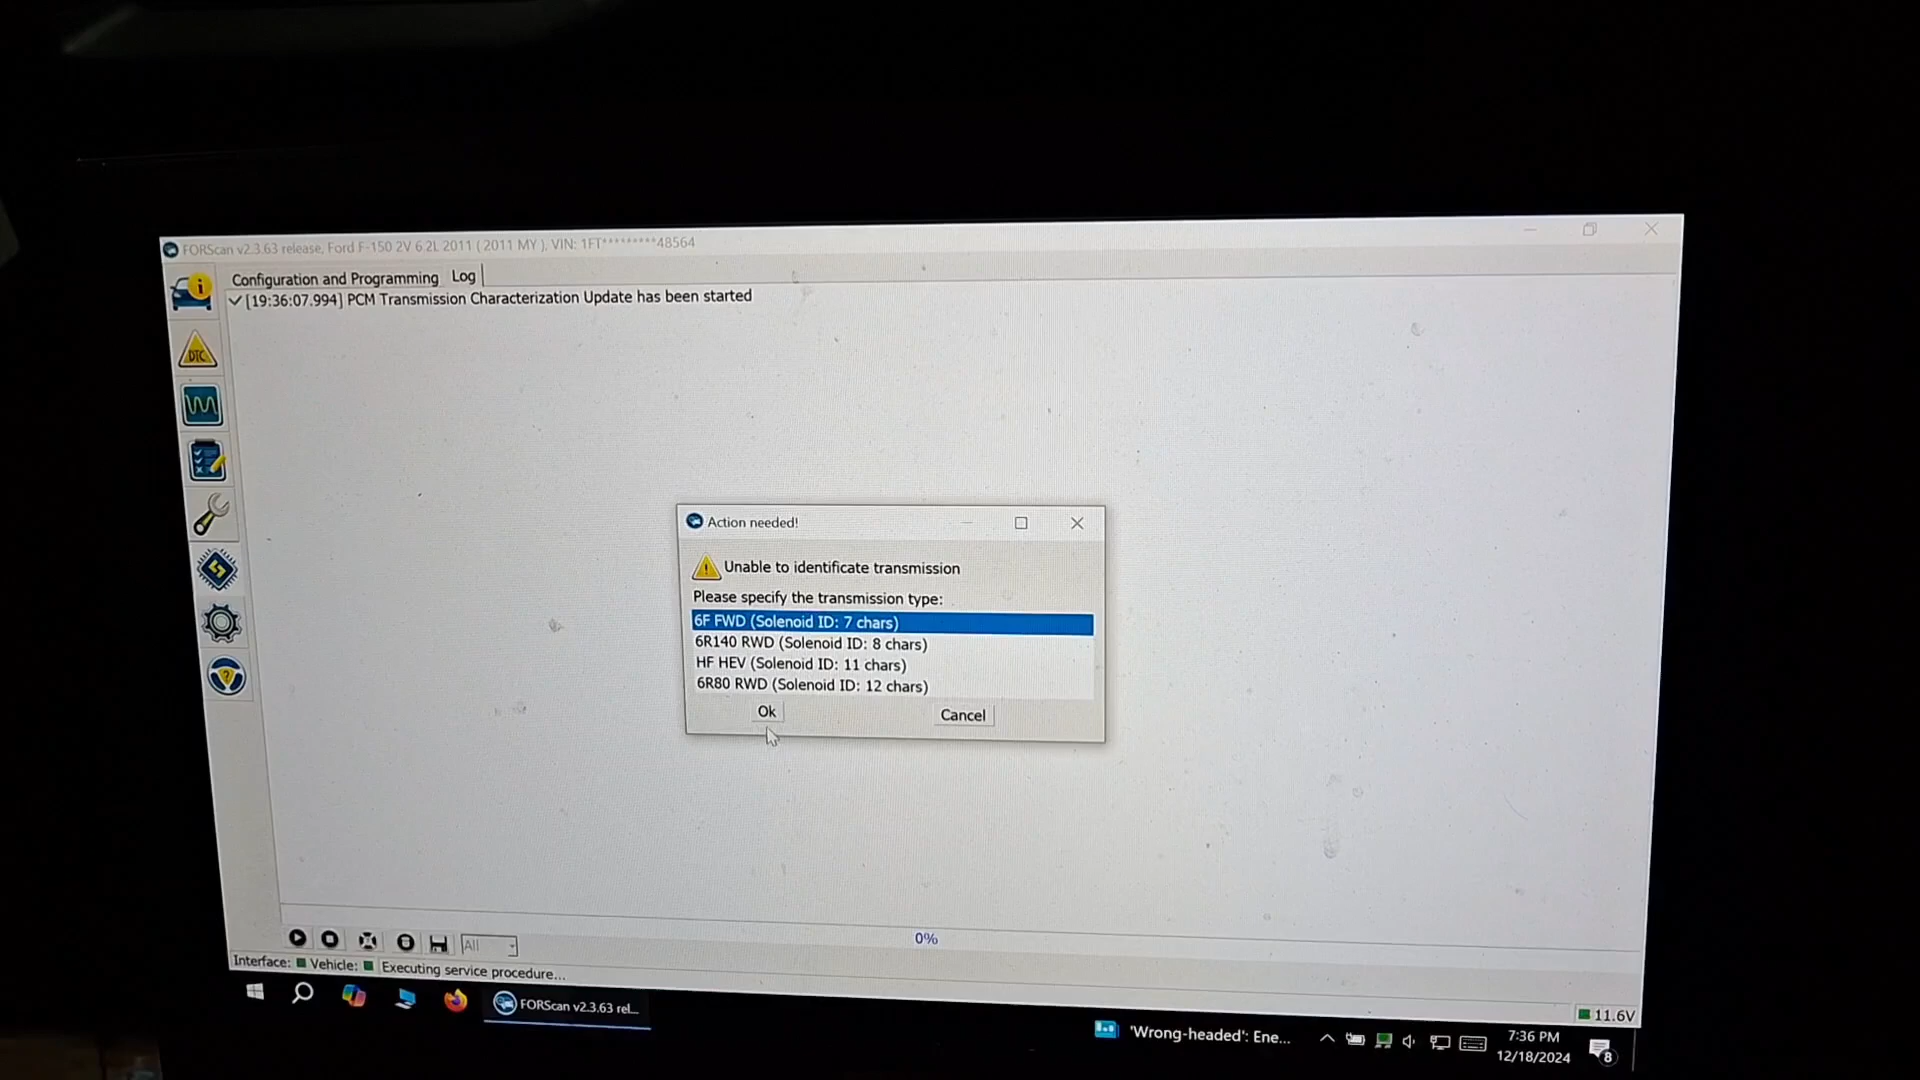 FORScan v2.3.63 release, Ford F-150 2V 6.2L 2011 ( 2011 MY ), VIN: 1FT*********48564
Configuration and Programming Log
[19:36:07.994] PCM Transmission Characterization Update has been started
DTC
Action needed!
Unable to identificate transmission
Please specify the transmission type:
6F FWD (Solenoid ID: 7 chars)
6R140 RWD (Solenoid ID: 8 chars)
HF HEV (Solenoid ID: 11 chars)
6R80 RWD (Solenoid ID: 12 chars)
Ok Cancel
All
0%
Interface: Vehicle: Executing service procedure...
11.6V
FORScan v2.3.63 rel...
'Wrong-headed': Ene...
7:36 PM
12/18/2024
8